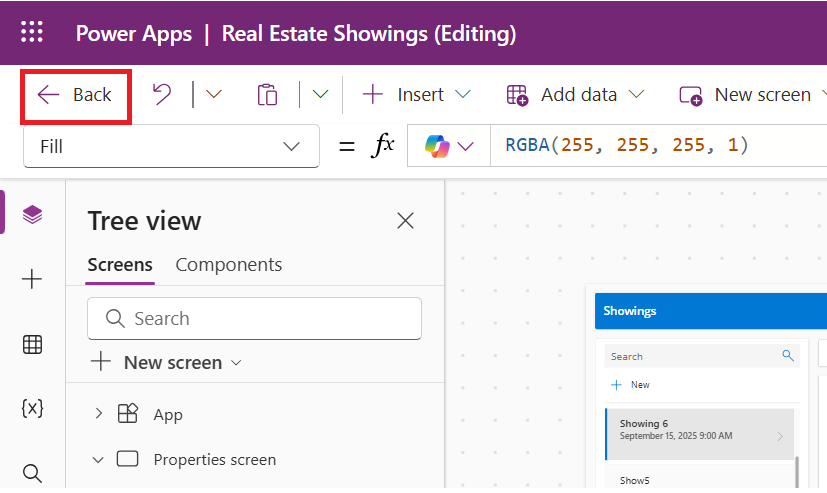 Power Apps | Real Estate Showings (Editing)
Back Insert Add data New screen
Fill = fx RGBA(255, 255, 255, 1)
Tree view
Screens Components
Search
New screen
App
Properties screen
Showings
Search
New
Showing 6
September 15, 2025 9:00 AM
Show5